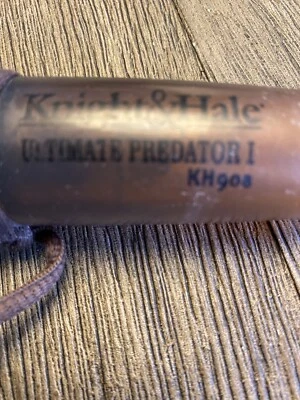 Knight&Hale
ULTIMATE PREDATOR I
KH908